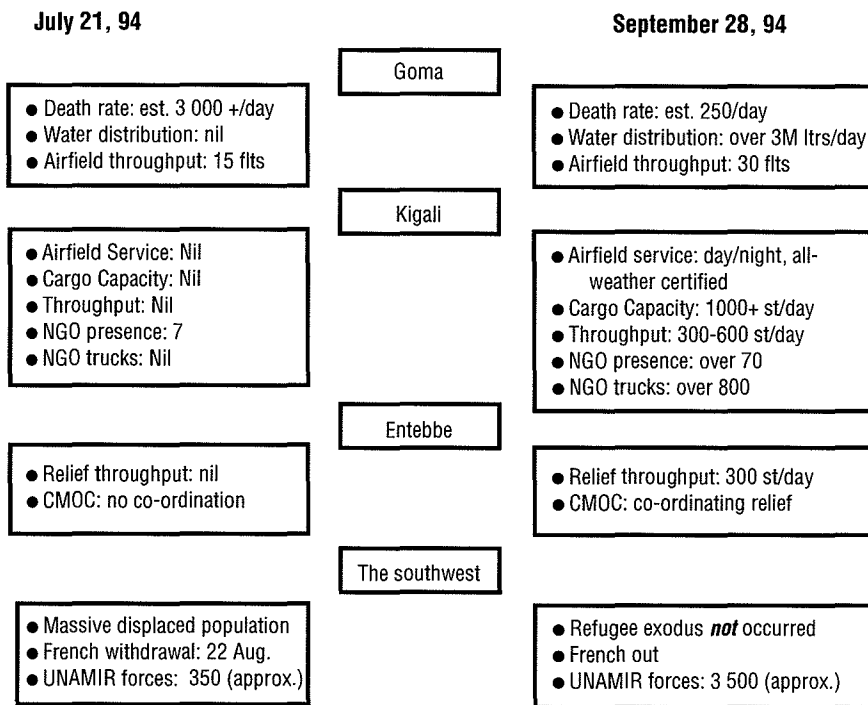 July 21, 94
September 28, 94
Goma
● Death rate: est. 3 000 +/day
● Water distribution: nil
● Airfield throughput: 15 flts
● Death rate: est. 250/day
● Water distribution: over 3M ltrs/day
● Airfield throughput: 30 flts
Kigali
● Airfield Service: Nil
● Cargo Capacity: Nil
● Throughput: Nil
● NGO presence: 7
● NGO trucks: Nil
● Airfield service: day/night, all-
weather certified
● Cargo Capacity: 1000+ st/day
● Throughput: 300-600 st/day
● NGO presence: over 70
● NGO trucks: over 800
Entebbe
● Relief throughput: nil
● CMOC: no co-ordination
● Relief throughput: 300 st/day
● CMOC: co-ordinating relief
The southwest
● Massive displaced population
● French withdrawal: 22 Aug.
● UNAMIR forces: 350 (approx.)
● Refugee exodus not occurred
● French out
● UNAMIR forces: 3 500 (approx.)